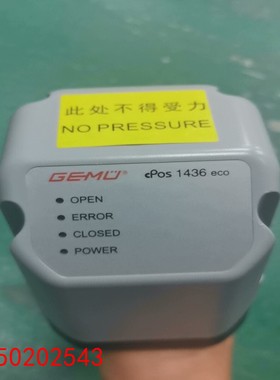 此处不得受力
NO PRESSURE
GEMÜ® ePos 1436 eco
OPEN
ERROR
CLOSED
POWER
50202543